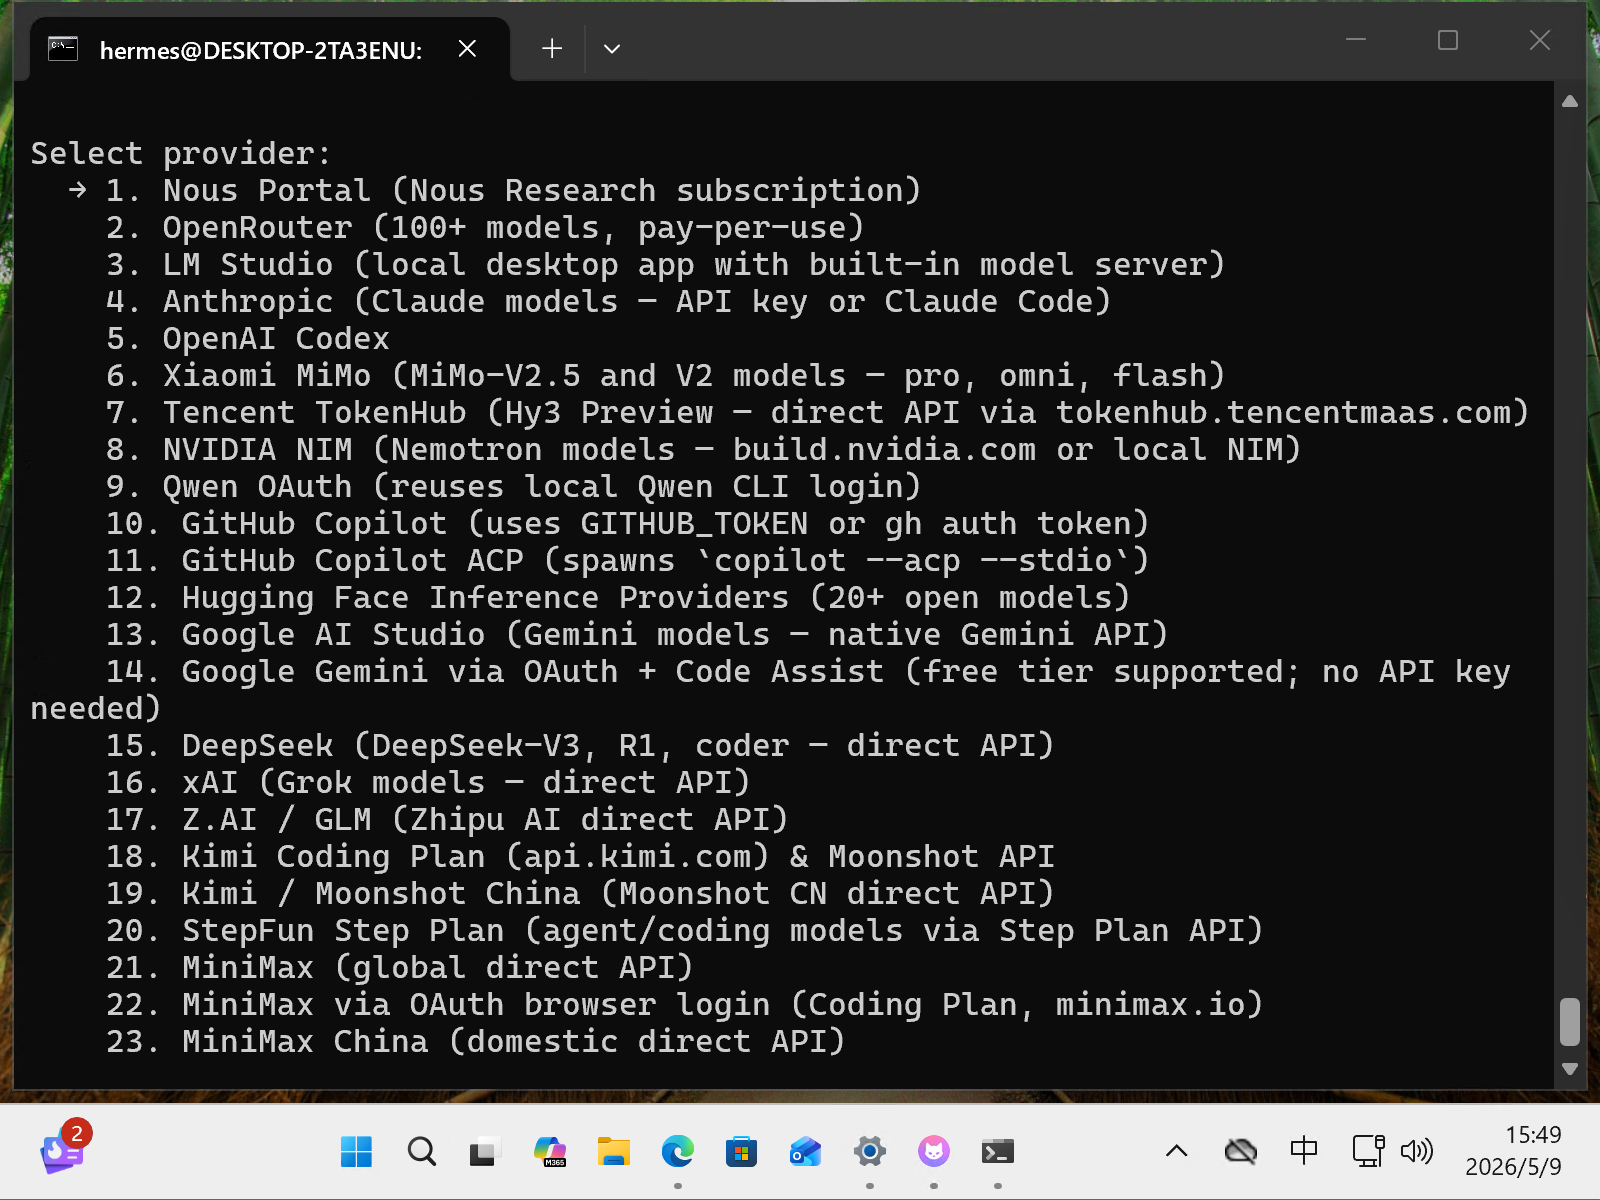 hermes@DESKTOP-2TA3ENU:
Select provider:
→ 1. Nous Portal (Nous Research subscription)
2. OpenRouter (100+ models, pay-per-use)
3. LM Studio (local desktop app with built-in model server)
4. Anthropic (Claude models — API key or Claude Code)
5. OpenAI Codex
6. Xiaomi MiMo (MiMo-V2.5 and V2 models — pro, omni, flash)
7. Tencent TokenHub (Hy3 Preview — direct API via tokenhub.tencentmaas.com)
8. NVIDIA NIM (Nemotron models — build.nvidia.com or local NIM)
9. Qwen OAuth (reuses local Qwen CLI login)
10. GitHub Copilot (uses GITHUB_TOKEN or gh auth token)
11. GitHub Copilot ACP (spawns `copilot --acp --stdio`)
12. Hugging Face Inference Providers (20+ open models)
13. Google AI Studio (Gemini models — native Gemini API)
14. Google Gemini via OAuth + Code Assist (free tier supported; no API key
needed)
15. DeepSeek (DeepSeek-V3, R1, coder — direct API)
16. xAI (Grok models — direct API)
17. Z.AI / GLM (Zhipu AI direct API)
18. Kimi Coding Plan (api.kimi.com) & Moonshot API
19. Kimi / Moonshot China (Moonshot CN direct API)
20. StepFun Step Plan (agent/coding models via Step Plan API)
21. MiniMax (global direct API)
22. MiniMax via OAuth browser login (Coding Plan, minimax.io)
23. MiniMax China (domestic direct API)
2
M365
中
15:49
2026/5/9